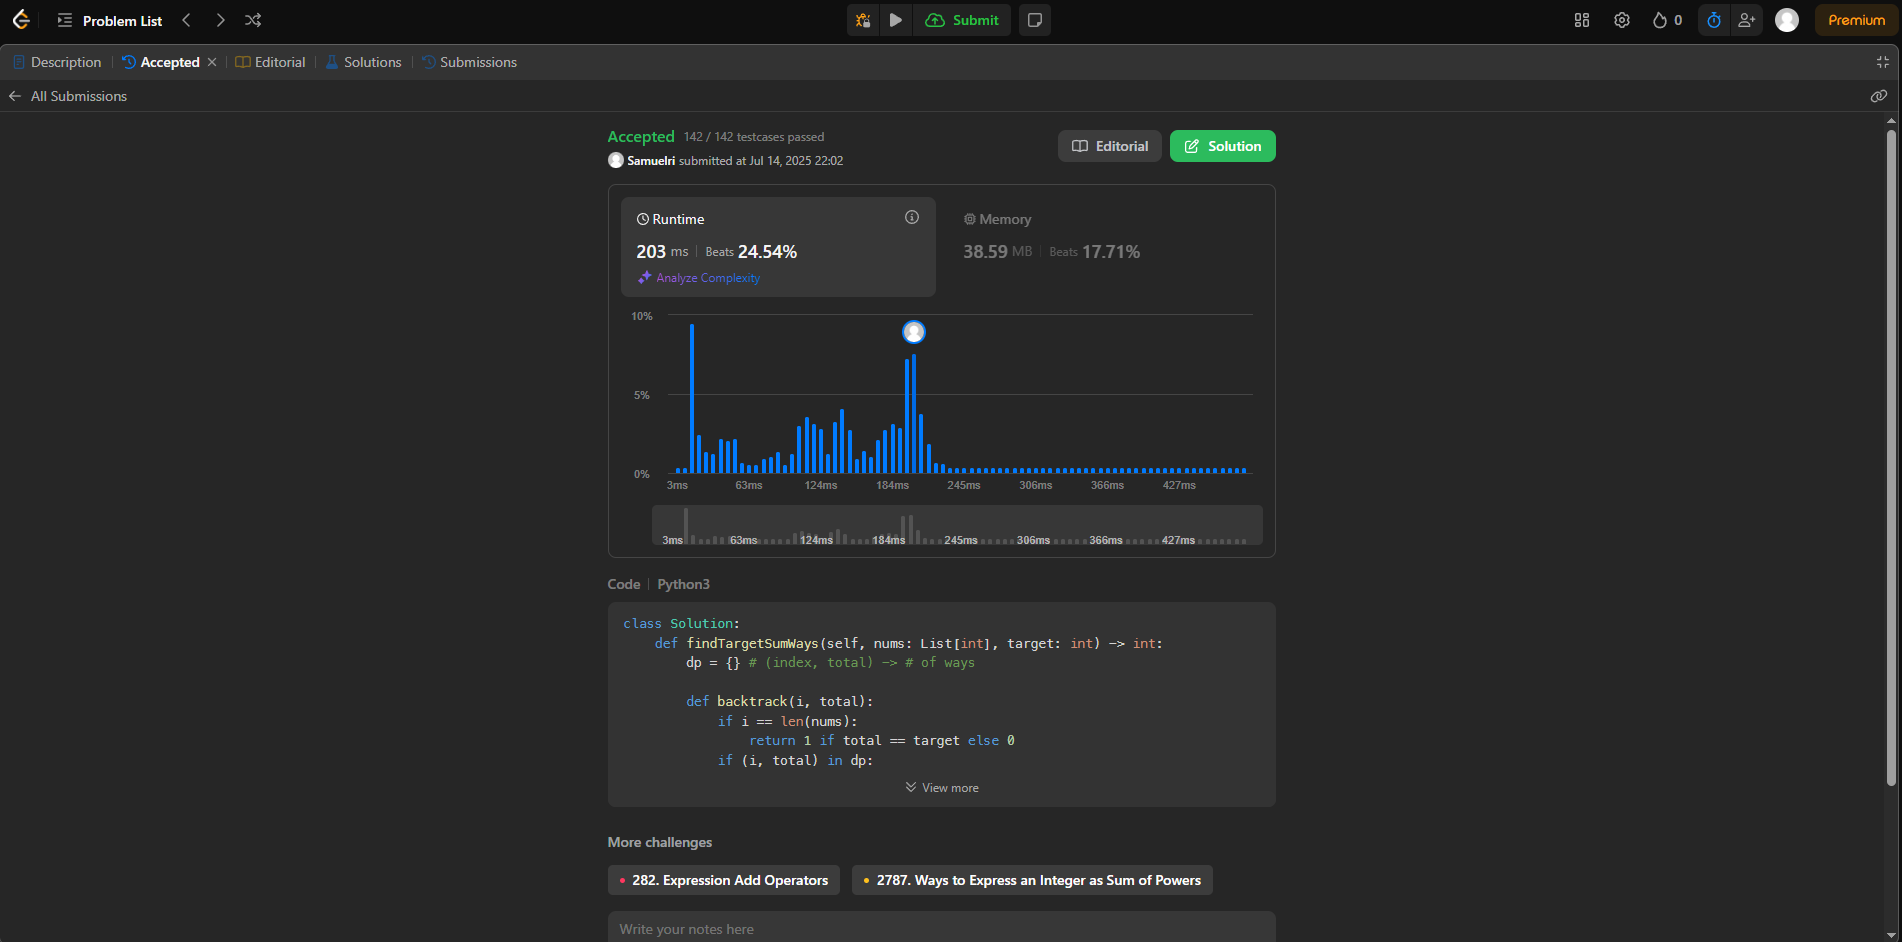 Problem List
Submit
0
Premium
Description
Accepted
Editorial
Solutions
Submissions
All Submissions
Accepted 142 / 142 testcases passed
Samuelri submitted at Jul 14, 2025 22:02
Editorial
Solution
Runtime
203 ms | Beats 24.54%
Analyze Complexity
Memory
38.59 MB | Beats 17.71%
10%
5%
0%
3ms 63ms 124ms 184ms 245ms 306ms 366ms 427ms
3ms 63ms 124ms 184ms 245ms 306ms 366ms 427ms
Code | Python3
class Solution:
    def findTargetSumWays(self, nums: List[int], target: int) -> int:
        dp = {} # (index, total) -> # of ways
        def backtrack(i, total):
            if i == len(nums):
                return 1 if total == target else 0
            if (i, total) in dp:
View more
More challenges
282. Expression Add Operators
2787. Ways to Express an Integer as Sum of Powers
Write your notes here